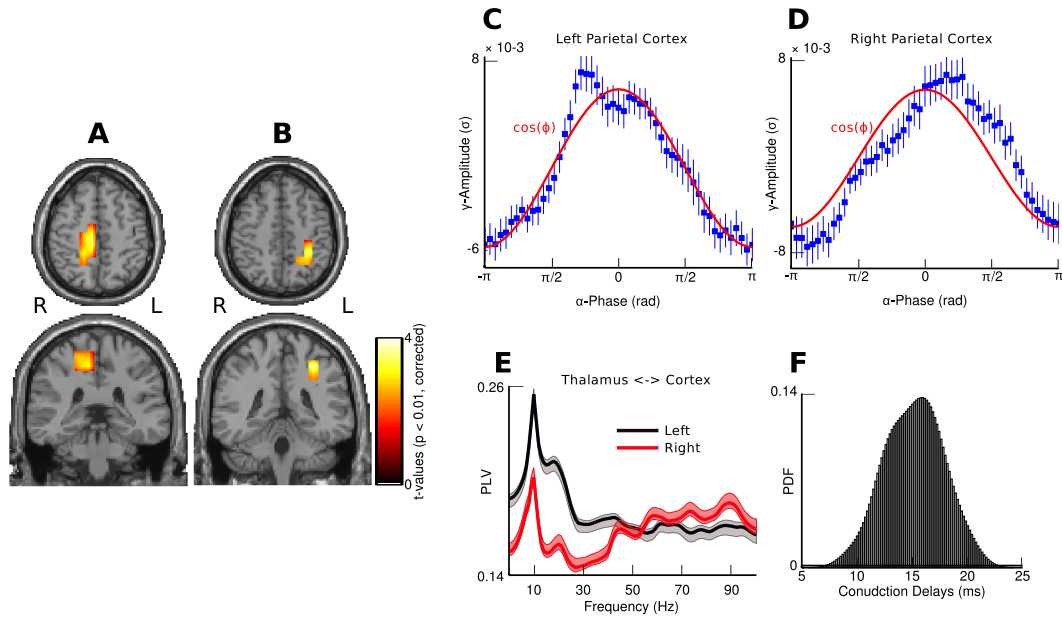 A
B
R
L
4
0
t-values (p < 0.01, corrected)
C
Left Parietal Cortex
8
× 10-3
cos(ϕ)
γ-Amplitude (σ)
-6
-π
π/2
0
π/2
π
α-Phase (rad)
D
Right Parietal Cortex
8
× 10-3
cos(ϕ)
γ-Amplitude (σ)
-8
-π
π/2
0
π/2
π
α-Phase (rad)
E
Thalamus <-> Cortex
0.26
Left
Right
PLV
0.14
10
30
50
70
90
Frequency (Hz)
F
0.14
PDF
0
5
10
15
20
25
Conudction Delays (ms)